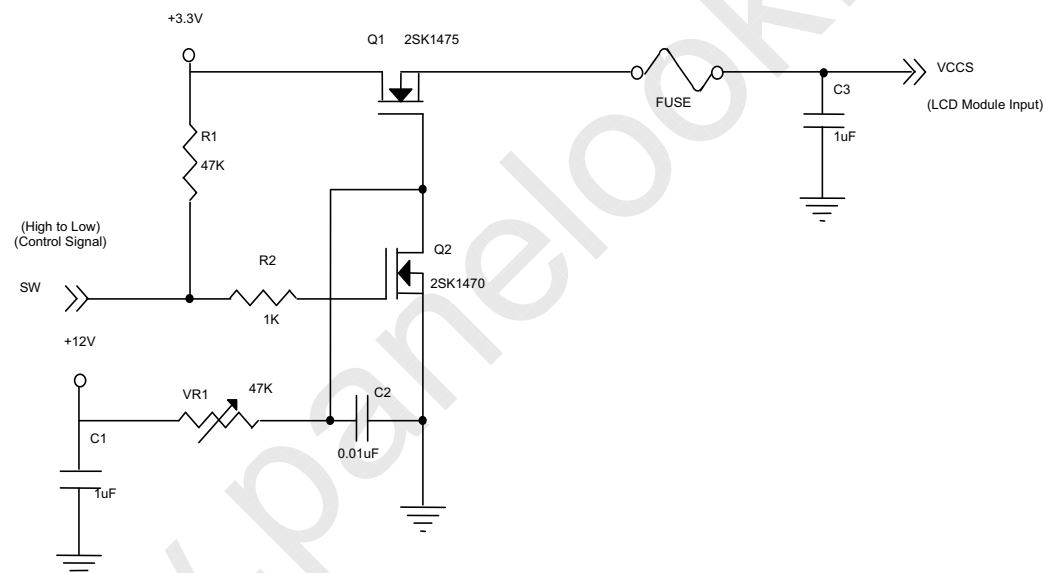 +3.3V
Q1 2SK1475
VCCS
FUSE
C3
(LCD Module Input)
R1
1uF
47K
(High to Low)
(Control Signal)
Q2
R2
SW
2SK1470
1K
+12V
VR1
47K
C2
C1
0.01uF
1uF
.panelook.